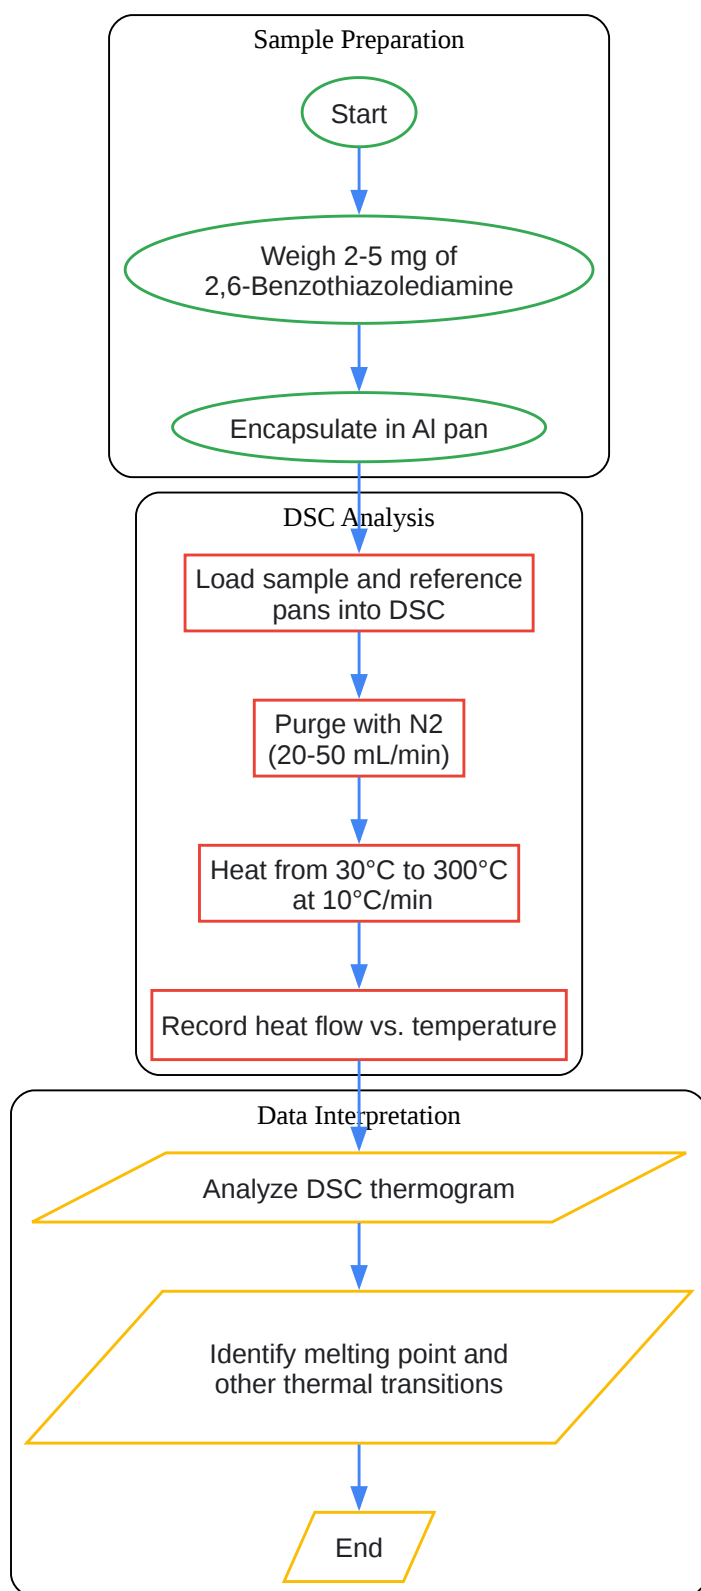 Sample Preparation
Start
Weigh 2-5 mg of
2,6-Benzothiazolediamine
Encapsulate in Al pan
DSC Analysis
Load sample and reference
pans into DSC
Purge with N2
(20-50 mL/min)
Heat from 30°C to 300°C
at 10°C/min
Record heat flow vs. temperature
Data Interpretation
Analyze DSC thermogram
Identify melting point and
other thermal transitions
End